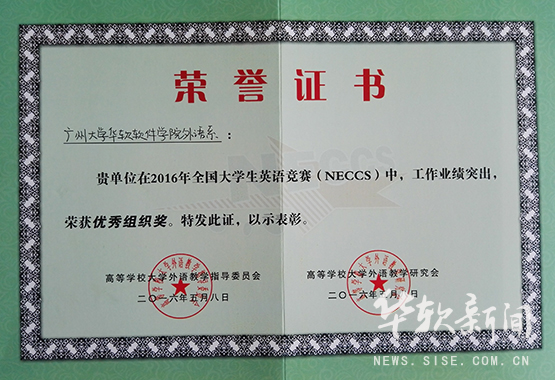 荣誉证书
广州大学华软软件学院外语系：
贵单位在2016年全国大学生英语竞赛（NECCS）中，工作业绩突出，
荣获优秀组织奖。特发此证，以示表彰。
NECCS
高等学校大学外语教学指导委员会
二〇一六年五月八日
高等学校大学外语教学研究会
二〇一六年五月八日
华软新闻
NEWS.SISE.COM.CN